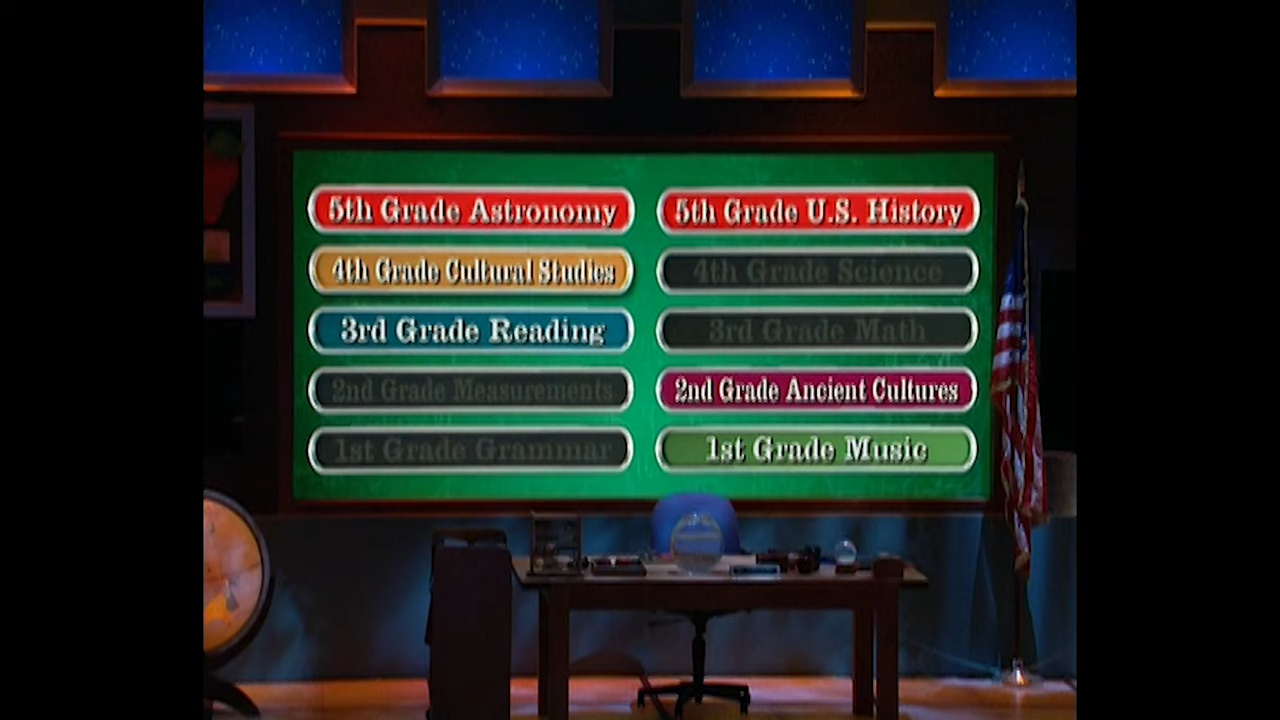 5th Grade Astronomy
5th Grade U.S. History
4th Grade Cultural Studies
4th Grade Science
3rd Grade Reading
3rd Grade Math
2nd Grade Measurements
2nd Grade Ancient Cultures
1st Grade Grammar
1st Grade Music